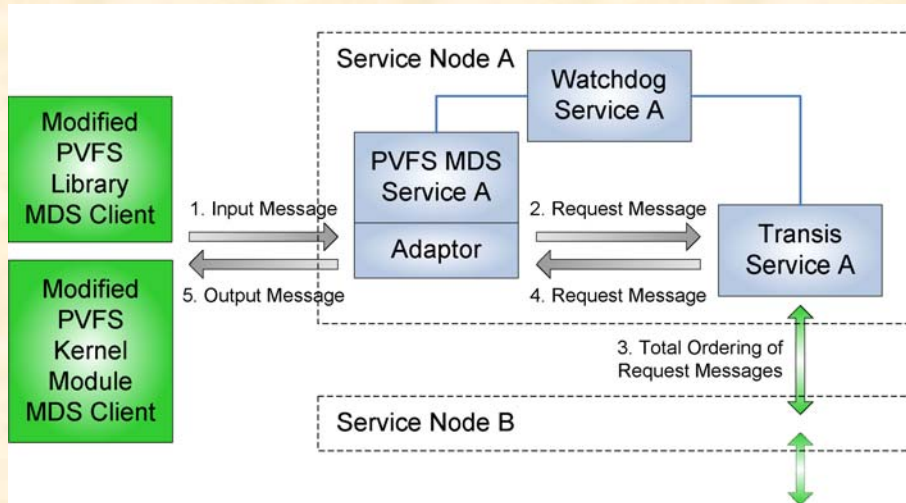 Service Node A
Watchdog
Service A
Modified
PVFS
Library
MDS Client
PVFS MDS
Service A
Adaptor
1. Input Message
2. Request Message
Transis
Service A
5. Output Message
4. Request Message
Modified
PVFS
Kernel
Module
MDS Client
3. Total Ordering of
Request Messages
Service Node B